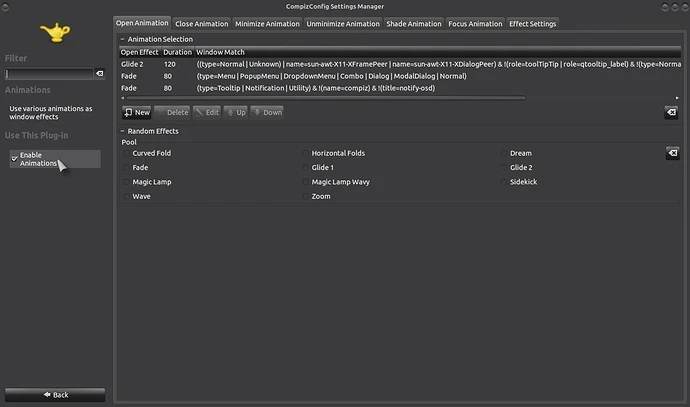 CompizConfig Settings Manager
Filter
Animations
Use various animations as
window effects
Use This Plug-in
Enable
Animations
Back
Open Animation Close Animation Minimize Animation Unminimize Animation Shade Animation Focus Animation Effect Settings
Animation Selection
Open Effect Duration Window Match
Glide 2 120 ((type=Normal | Unknown) | name=sun-awt-X11-XFramePeer | name=sun-awt-X11-XDialogPeer) & !(role=toolTipTip | role=qtooltip_label) & !(type=Norma
Fade 80 (type=Menu | PopupMenu | DropdownMenu | Combo | Dialog | ModalDialog | Normal)
Fade 80 (type=Tooltip | Notification | Utility) & !(name=compiz) & !(title=notify-osd)
New Delete Edit Up Down
Random Effects
Pool
Curved Fold Horizontal Folds Dream
Fade Glide 1 Glide 2
Magic Lamp Magic Lamp Wavy Sidekick
Wave Zoom